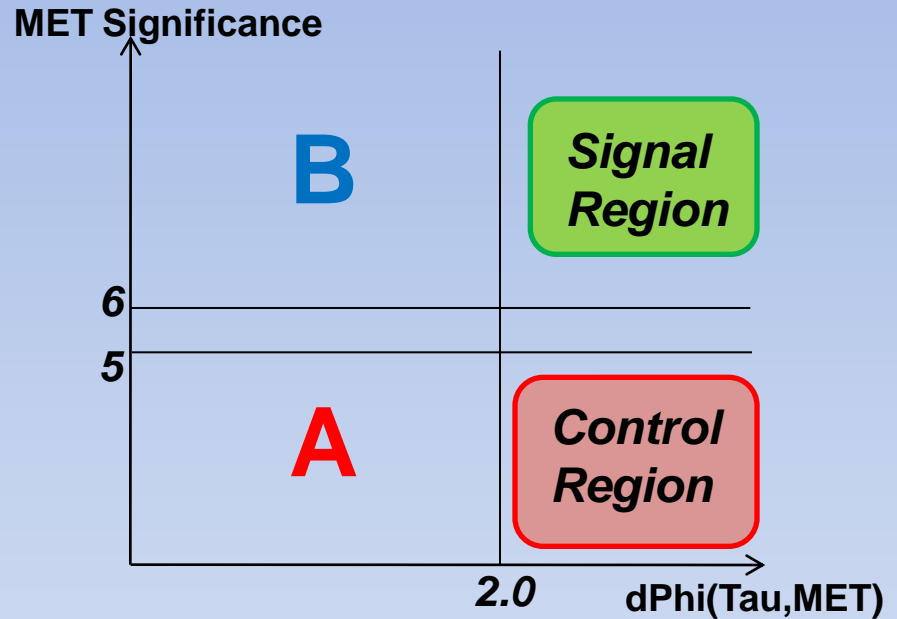 MET Significance
B
Signal
Region
6
5
A
Control
Region
2.0
dPhi(Tau,MET)